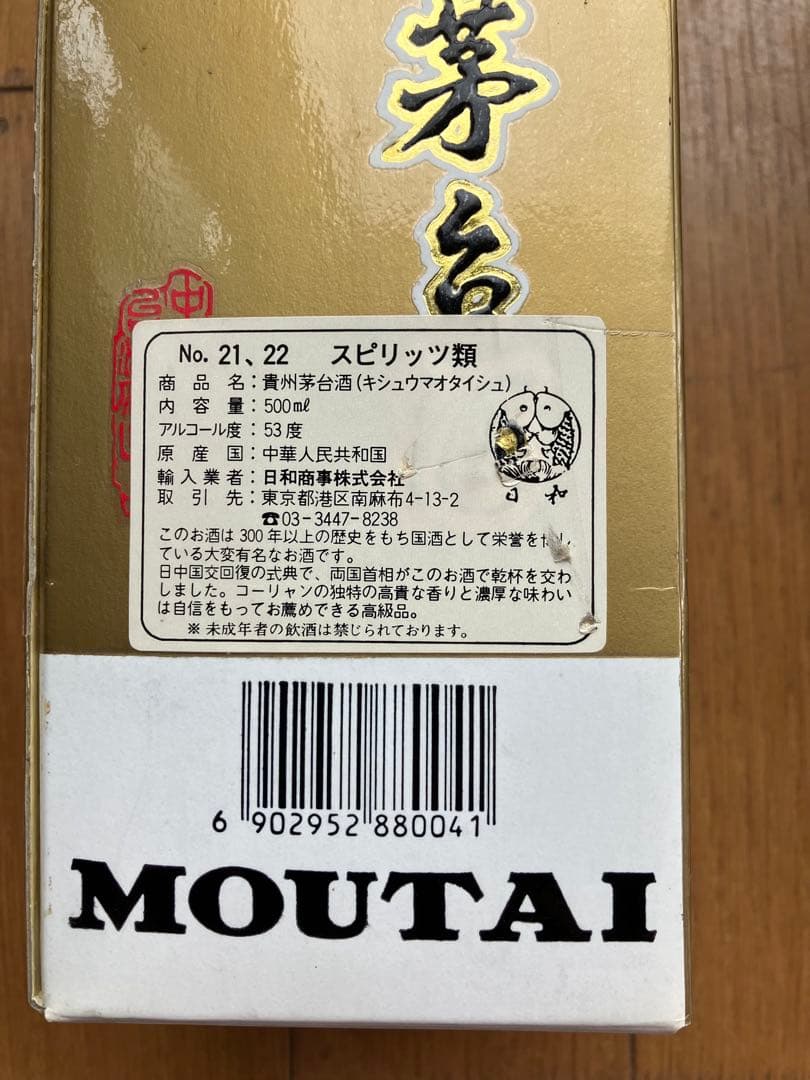 茅
台
No. 21、22 スピリッツ類
商品名：貴州茅台酒（キシュウマオタイシュ）
内容量：500㎖
アルコール度：53度
原産国：中華人民共和国
輸入業者：日和商事株式会社
取引先：東京都港区南麻布4-13-2
☎03-3447-8238
日和
このお酒は300年以上の歴史をもち国酒として栄誉を
ている大変有名なお酒です。
日中国交回復の式典で、両国首相がこのお酒で乾杯を交わ
しました。コーリャンの独特の高貴な香りと濃厚な味わい
は自信をもってお薦めできる高級品。
※未成年者の飲酒は禁じられております。
6 902952 880041
MOUTAI